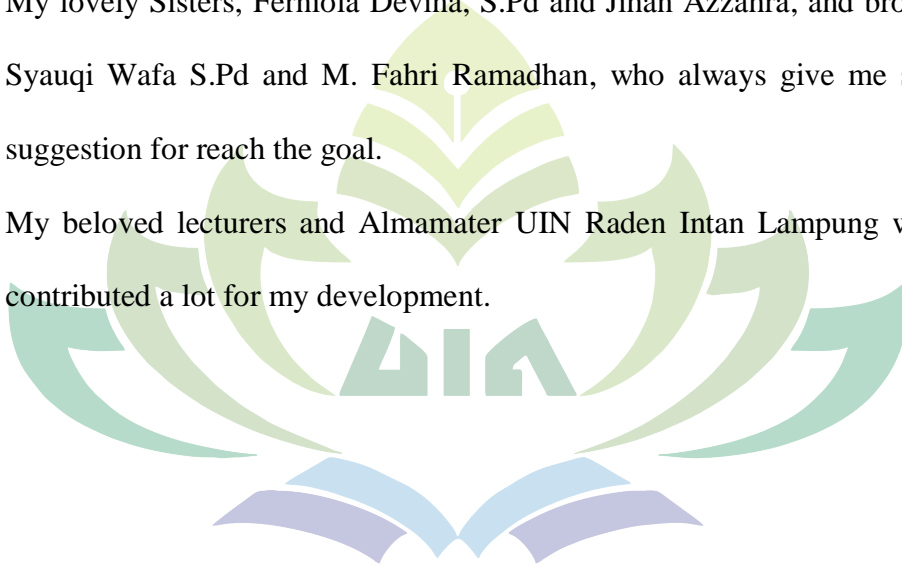 My lovely Sisters, Devina, S.Pd and Jihan Azzahra, and
Syauqi Wafa S.Pd and M. Fahri Ramadhan, who always give me
suggestion for reach the goal.
My beloved lecturers and Almamater UIN Raden Intan Lampung
contributed a lot for my development.
UIN